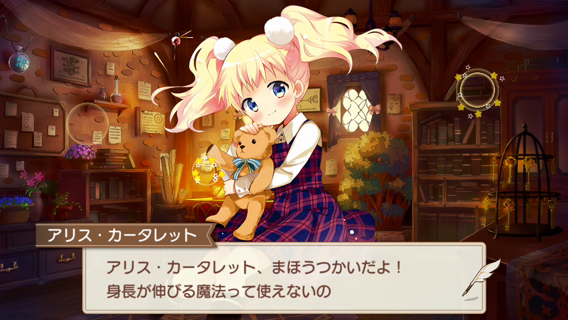 アリス・カータレット
アリス・カータレット、まほうつかいだよ！
身長が伸びる魔法って使えないの